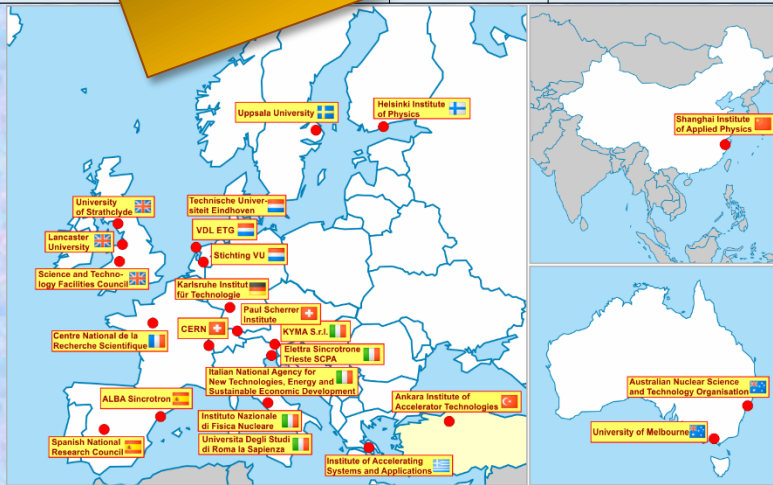 Uppsala University
Helsinki Institute
of Physics
Shanghai Institute
of Applied Physics
University
of Strathclyde
Technische Univer-
siteit Eindhoven
VDL ETG
Lancaster
University
Stichting VU
Science and Techno-
logy Facilities Council
Karlsruhe Institut
für Technologie
Paul Scherrer
Institute
CERN
KYMA S.r.l.
Centre National de la
Recherche Scientifique
Elettra Sincrotrone
Trieste SCPA
Italian National Agency for
New Technologies, Energy and
Sustainable Economic Development
ALBA Sincrotron
Ankara Institute of
Accelerator Technologies
Australian Nuclear Science
and Technology Organisation
Instituto Nazionale
di Fisica Nucleare
University of Melbourne
Spanish National
Research Council
Universita Degli Studi
di Roma la Sapienza
Institute of Accelerating
Systems and Applications